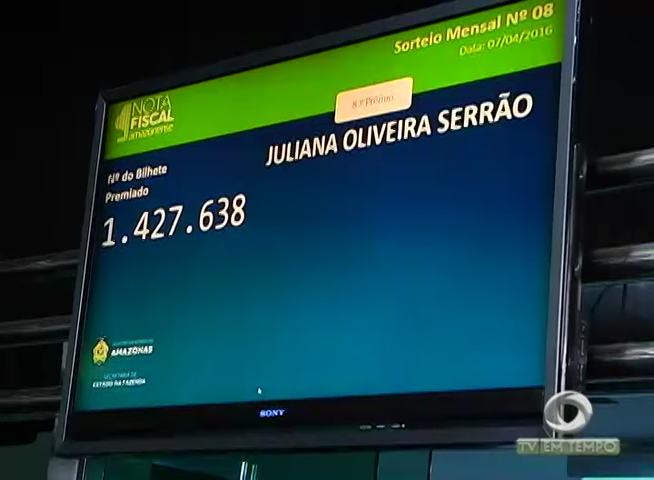 Sorteio Mensal Nº 08
Data: 07/04/2016
NOTA
FISCAL
amazonense
8.º Prêmio
JULIANA OLIVEIRA SERRÃO
Nº do Bilhete
Premiado
1.427.638
AMAZONAS
SECRETARIA DE
ESTADO DA FAZENDA
SONY
TV EM TEMPO